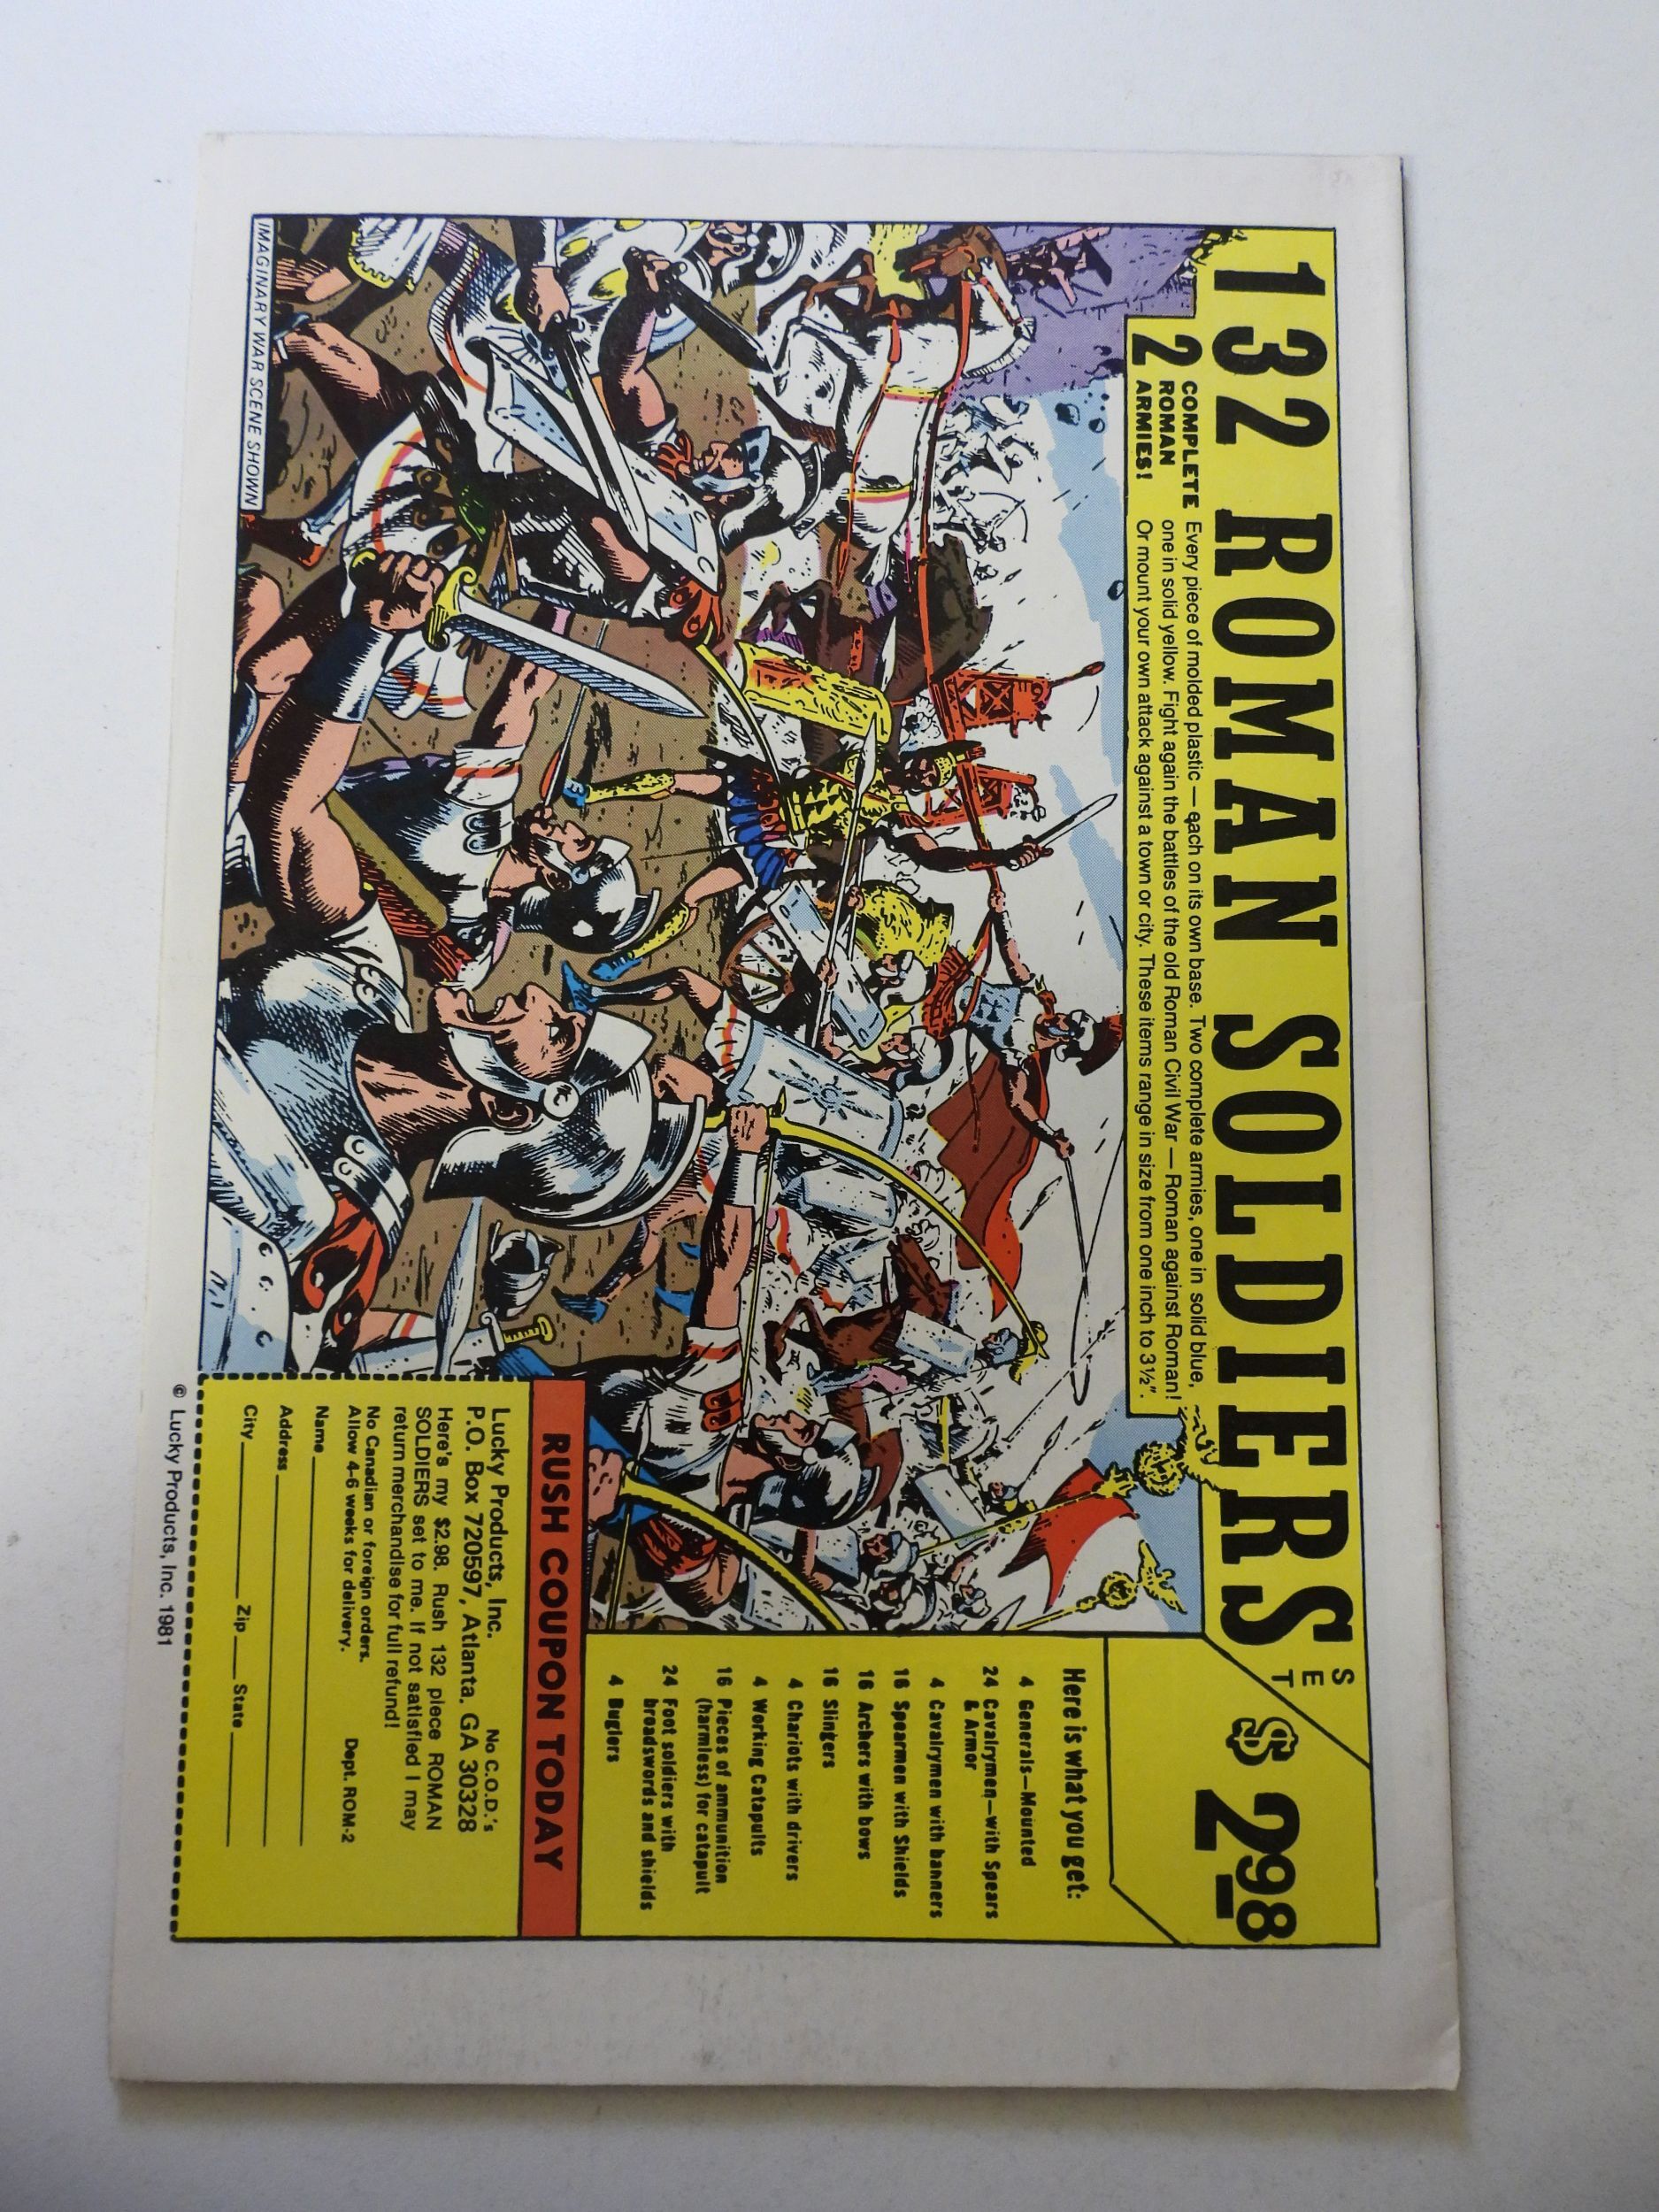 132 ROMAN SOLDIERS SET $2.98
2 COMPLETE ROMAN ARMIES!
Every piece of molded plastic — each on its own base. Two complete armies, one in solid blue,
one in solid yellow. Fight again the battles of the old Roman Civil War — Roman against Roman!
Or mount your own attack against a town or city. These items range in size from one inch to 3½".
Here is what you get:
4 Generals—Mounted
24 Cavalrymen—with Spears
& Armor
4 Cavalrymen with banners
16 Spearmen with Shields
16 Archers with bows
16 Slingers
4 Chariots with drivers
4 Working Catapults
16 Pieces of ammunition
(harmless) for catapult
24 Foot soldiers with
broadswords and shields
4 Buglers
RUSH COUPON TODAY
Lucky Products, Inc. No C.O.D.'s
P.O. Box 720597, Atlanta, GA 30328
Here's my $2.98. Rush 132 piece ROMAN
SOLDIERS set to me. If not satisfied I may
return merchandise for full refund!
No Canadian or foreign orders.
Allow 4-6 weeks for delivery. Dept. ROM-2
Name
Address
City Zip State
IMAGINARY WAR SCENE SHOWN
© Lucky Products, Inc. 1981